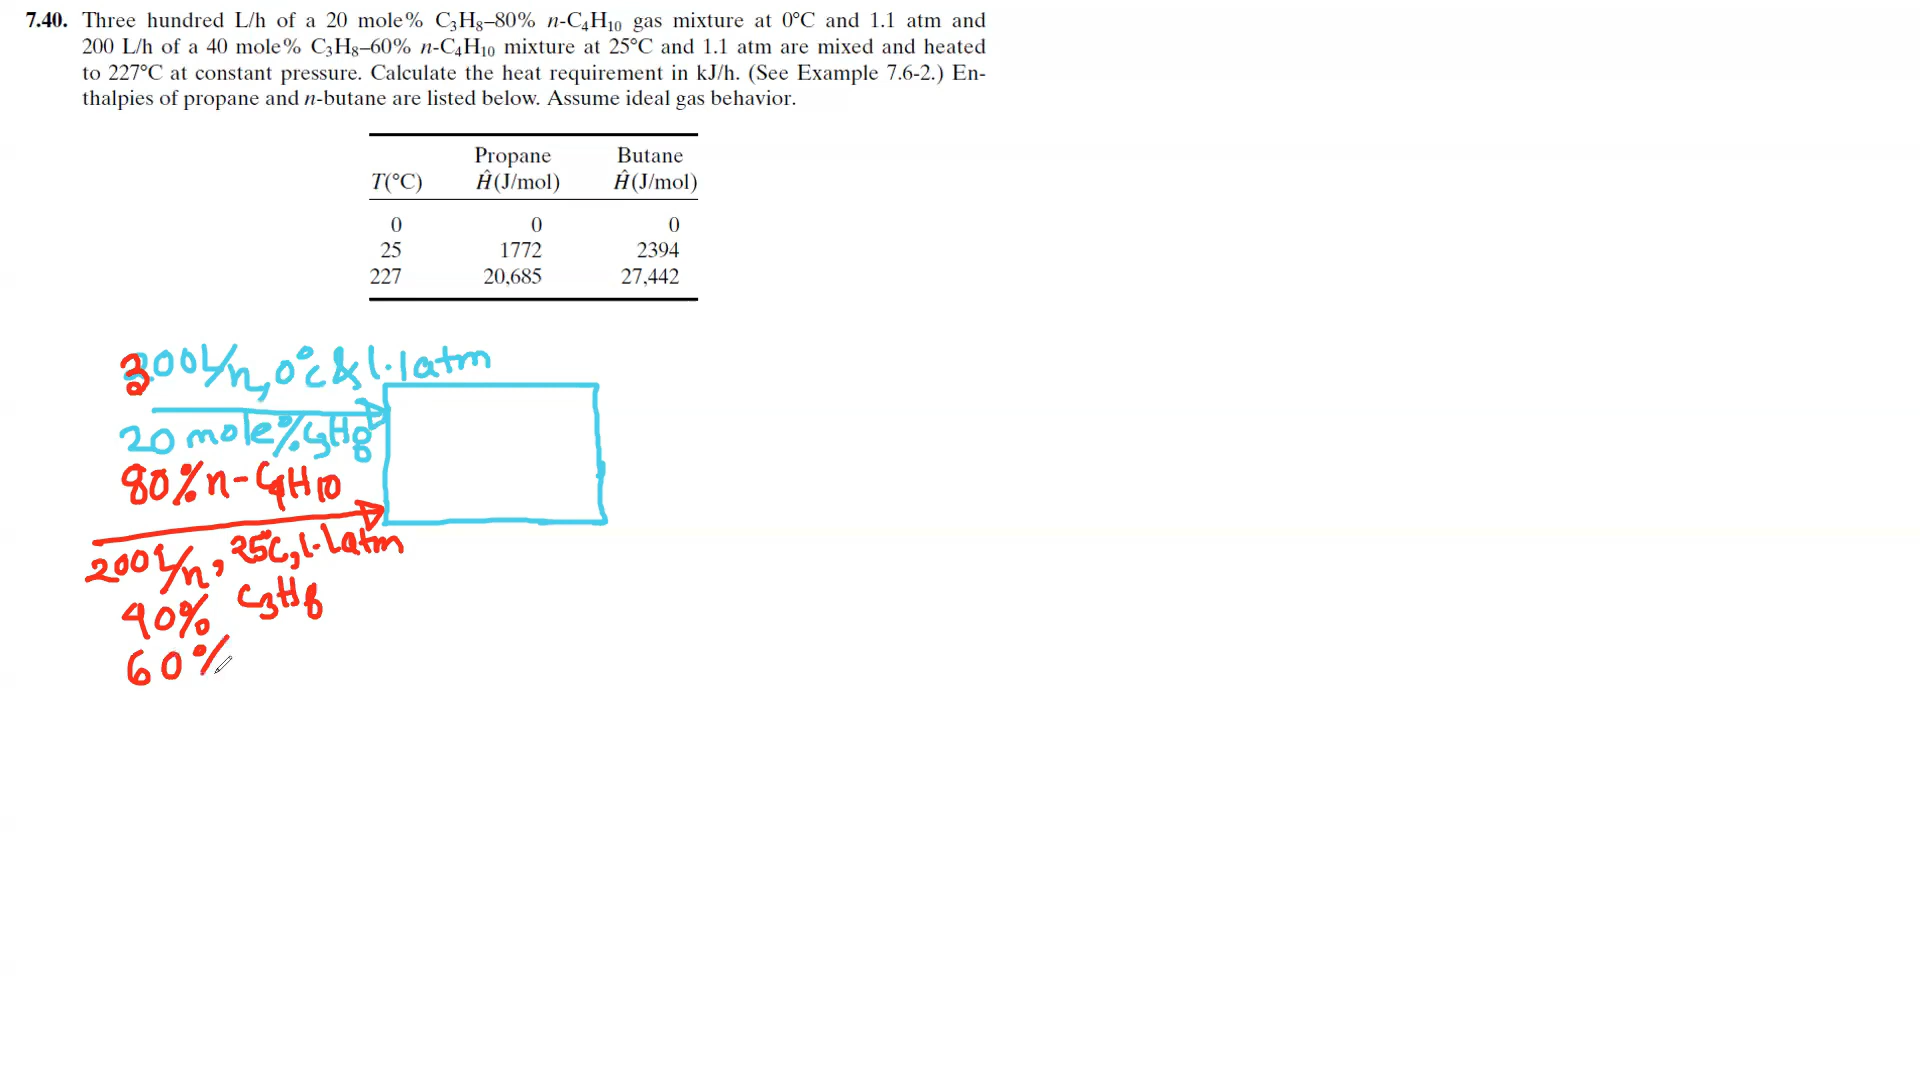 7.40. Three hundred L/h of a 20 mole% C₃H₈–80% n-C₄H₁₀ gas mixture at 0°C and 1.1 atm and
200 L/h of a 40 mole% C₃H₈–60% n-C₄H₁₀ mixture at 25°C and 1.1 atm are mixed and heated
to 227°C at constant pressure. Calculate the heat requirement in kJ/h. (See Example 7.6-2.) En-
thalpies of propane and n-butane are listed below. Assume ideal gas behavior.
Propane Butane
T(°C) Ĥ(J/mol) Ĥ(J/mol)
0 0 0
25 1772 2394
227 20,685 27,442
300 L/h, 0°C & 1.1atm
20 mole% C₃H₈
80% n-C₄H₁₀
200 L/h, 25°C, 1.1atm
40% C₃H₈
60%